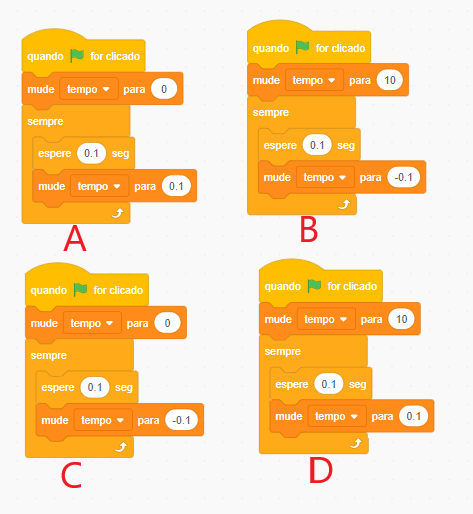 quando for clicado
mude tempo para 0
sempre
espere 0.1 seg
mude tempo para 0.1
A
quando for clicado
mude tempo para 10
sempre
espere 0.1 seg
mude tempo para -0.1
B
quando for clicado
mude tempo para 0
sempre
espere 0.1 seg
mude tempo para -0.1
C
quando for clicado
mude tempo para 10
sempre
espere 0.1 seg
mude tempo para 0.1
D